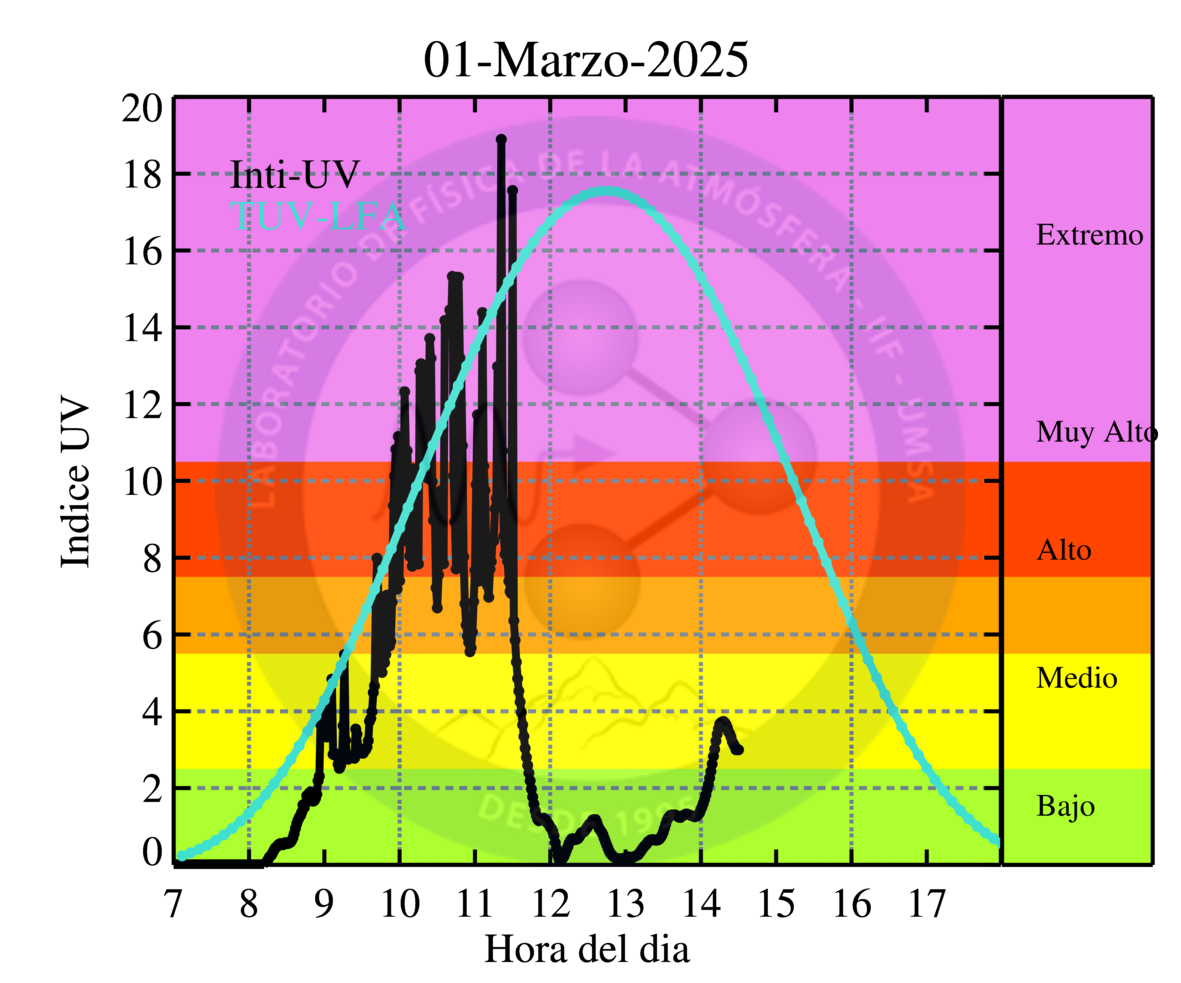 01-Marzo-2025
Inti-UV
TUV-LFA
Indice UV
20
18
16
14
12
10
8
6
4
2
0
7 8 9 10 11 12 13 14 15 16 17
Hora del dia
Extremo
Muy Alto
Alto
Medio
Bajo
LABORATORIO DE FÍSICA DE LA ATMÓSFERA - IIF - UMSA